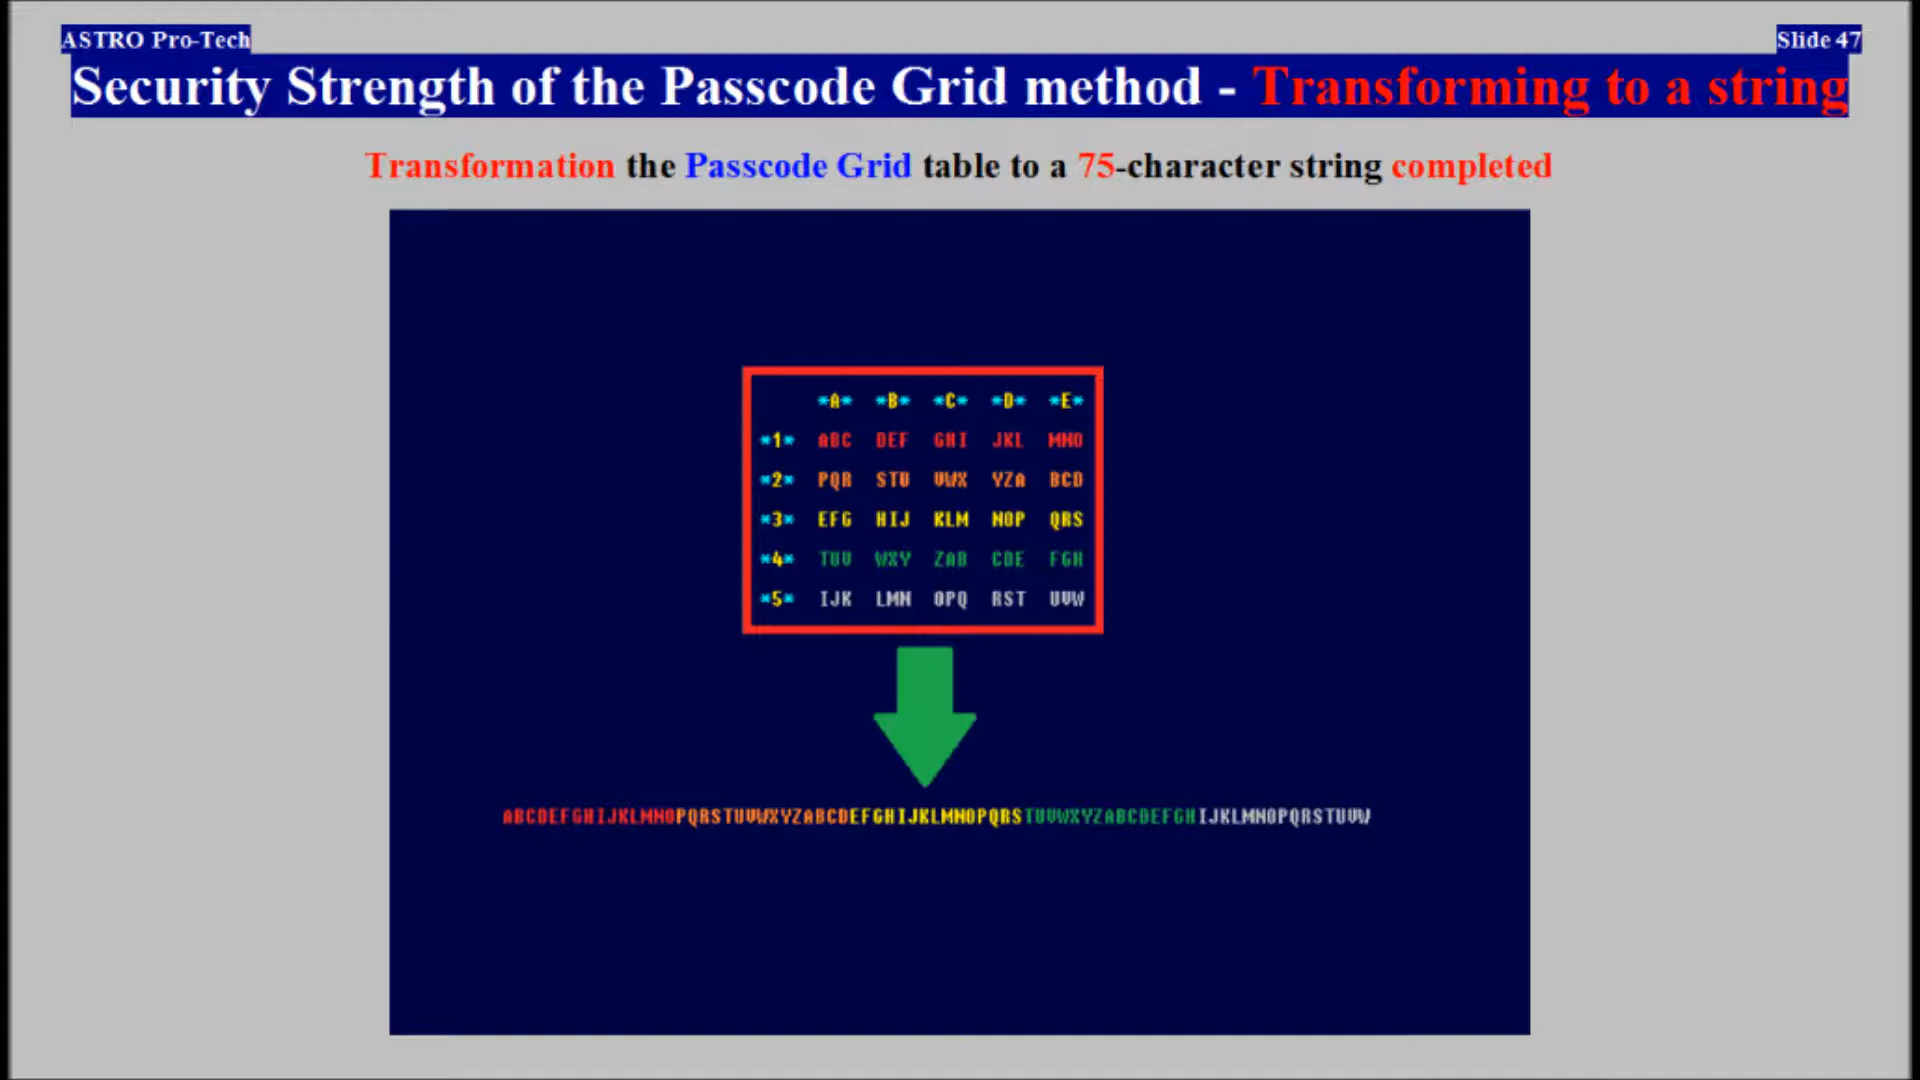 ASTRO Pro-Tech
Slide 47
Security Strength of the Passcode Grid method - Transforming to a string
Transformation the Passcode Grid table to a 75-character string completed
*A* *B* *C* *D* *E*
*1* ABC DEF GHI JKL MNO
*2* PQR STU VWX YZA BCD
*3* EFG HIJ KLM NOP QRS
*4* TUV WXY ZAB CDE FGH
*5* IJK LMN OPQ RST UVW
ABCDEFGHIJKLMNOPQRSTUVWXYZABCDEFGHIJKLMNOPQRSTUVWXYZABCDEFGHIJKLMNOPQRSTUVW